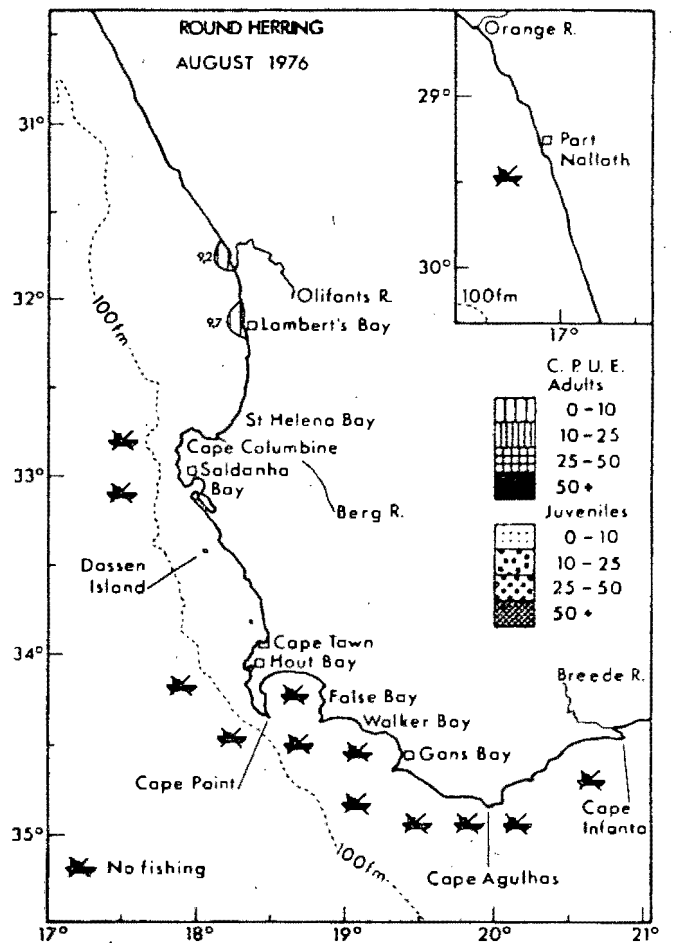 ROUND HERRING
AUGUST 1976
Orange R.
29°
Part
Nallath
30°
100fm
17°
31°
9,2
Olifants R.
32°
100fm
9,7
Lambert's Bay
C. P. U. E.
Adults
0-10
10-25
25-50
50+
Juveniles
0-10
10-25
25-50
50+
St Helena Bay
Cape Columbine
Saldanha
Bay
33°
Berg R.
Dassen
Island
34°
Cape Town
Hout Bay
False Bay
Walker Bay
Gans Bay
Breede R.
Cape Paint
Cape
Infanta
35°
No fishing
100fm
Cape Agulhas
17°
18°
19°
20°
21°